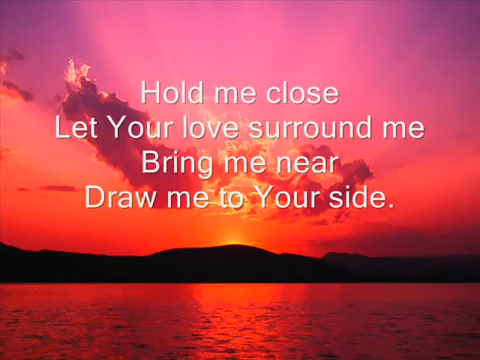 Hold me close
Let Your love surround me
Bring me near
Draw me to Your side.